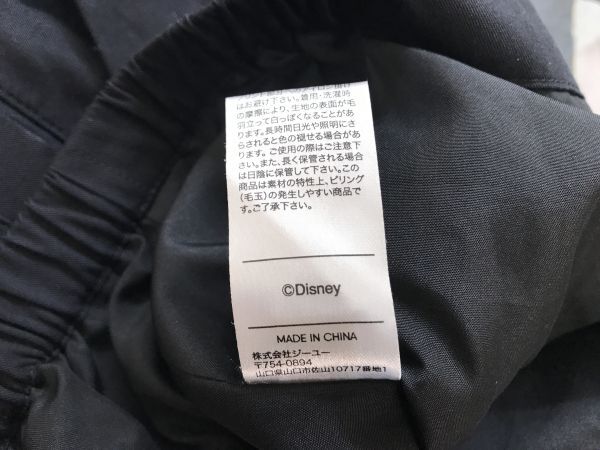 はお避け下さい。着用・洗濯時
の摩擦により、生地の表面が毛
羽立って白っぽくなることがあ
ります。長時間日光や照明にさ
らされると色の褪せる場合があ
ります。ご使用の際はご注意下
さい。また、長く保管される場合
は日陰に保管して下さい。この
商品は素材の特性上、ピリング
(毛玉)の発生しやすい商品で
す。ご了承下さい。
©Disney
MADE IN CHINA
株式会社ジーユー
〒754-0894
山口県山口市佐山10717番地1